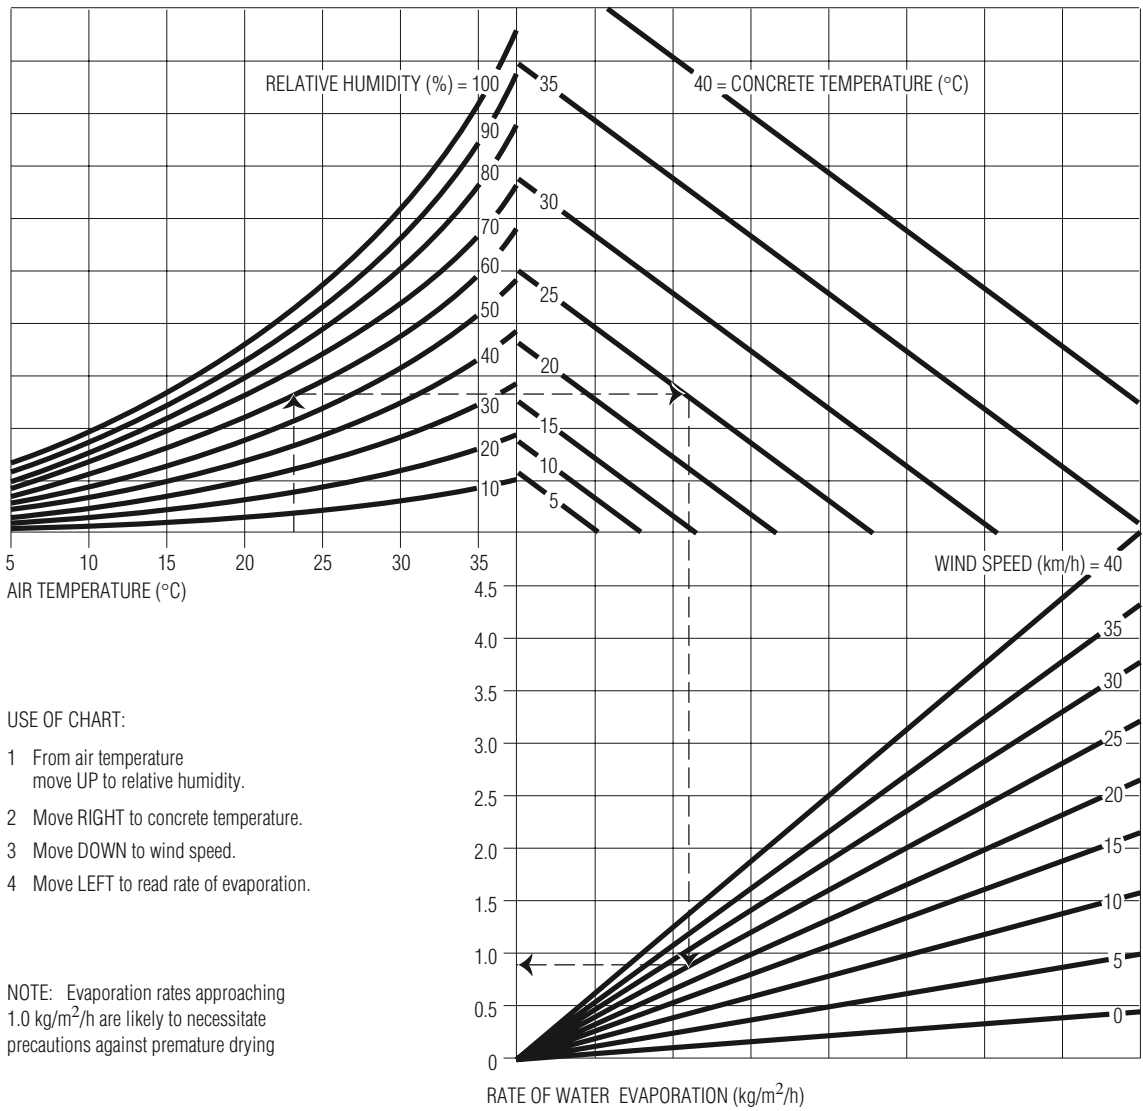 RELATIVE HUMIDITY (%) = 100
90
80
70
60
50
40
30
20
10
40 = CONCRETE TEMPERATURE (°C)
35
30
25
20
15
10
5
5 10 15 20 25 30 35
AIR TEMPERATURE (°C)
WIND SPEED (km/h) = 40
35
30
25
20
15
10
5
0
4.5
4.0
3.5
3.0
2.5
2.0
1.5
1.0
0.5
0
RATE OF WATER EVAPORATION (kg/m²/h)
USE OF CHART:
1 From air temperature
move UP to relative humidity.
2 Move RIGHT to concrete temperature.
3 Move DOWN to wind speed.
4 Move LEFT to read rate of evaporation.
NOTE: Evaporation rates approaching
1.0 kg/m²/h are likely to necessitate
precautions against premature drying